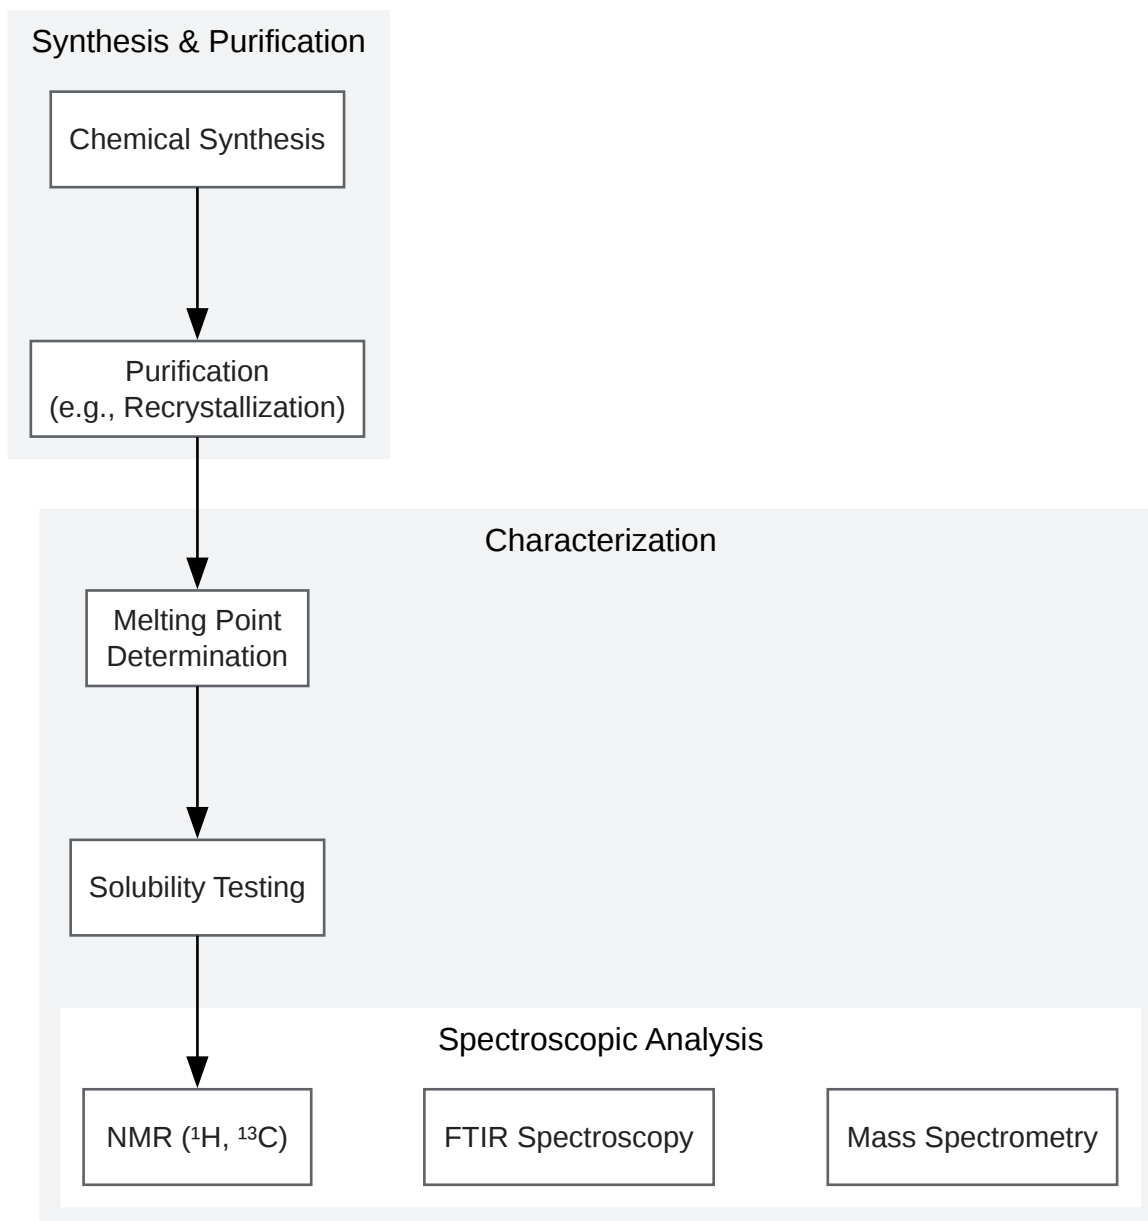 Synthesis & Purification
Chemical Synthesis
Purification
(e.g., Recrystallization)
Characterization
Melting Point
Determination
Solubility Testing
Spectroscopic Analysis
NMR (¹H, ¹³C)
FTIR Spectroscopy
Mass Spectrometry